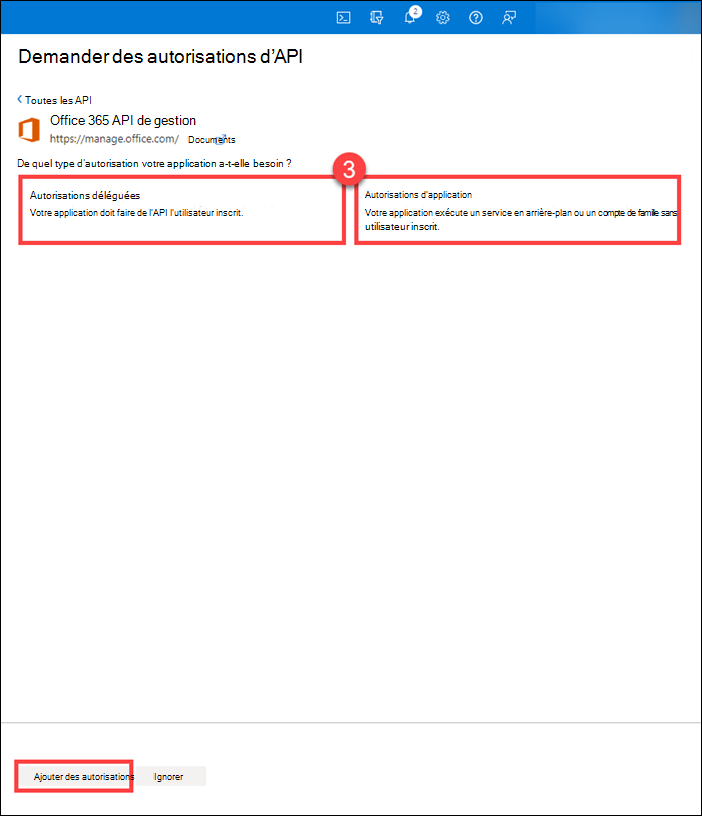 2
Demander des autorisations d'API
Toutes les API
Office 365 API de gestion
https://manage.office.com/ Documents
De quel type d'autorisation votre application a-t-elle besoin ?
3
Autorisations déléguées
Votre application doit faire de l'API l'utilisateur inscrit.
Autorisations d'application
Votre application exécute un service en arrière-plan ou un compte de famille sans
utilisateur inscrit.
Ajouter des autorisations Ignorer